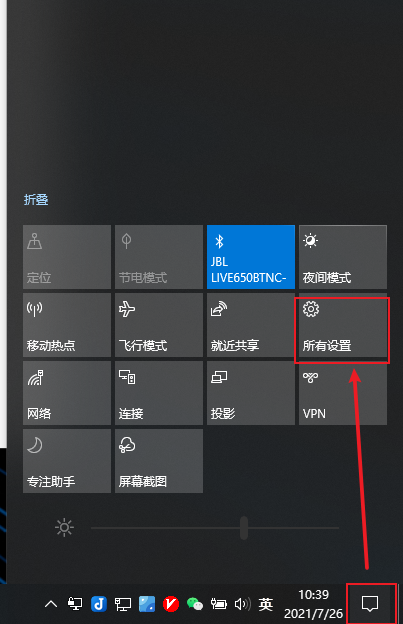 折叠
定位
节电模式
JBL
LIVE650BTNC-
夜间模式
移动热点
飞行模式
就近共享
所有设置
网络
连接
投影
VPN
专注助手
屏幕截图
英
10:39
2021/7/26